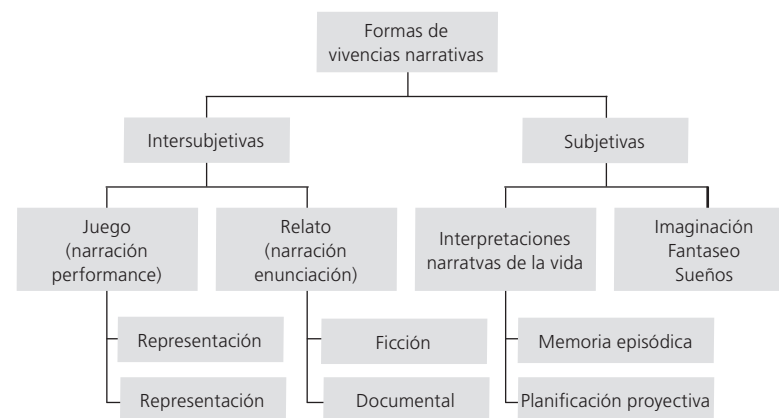 Formas de
vivencias narrativas
Intersubjetivas
Subjetivas
Juego
(narración
performance)
Relato
(narración
enunciación)
Interpretaciones
narratvas de la vida
Imaginación
Fantaseo
Sueños
Representación
Ficción
Memoria episódica
Representación
Documental
Planificación proyectiva